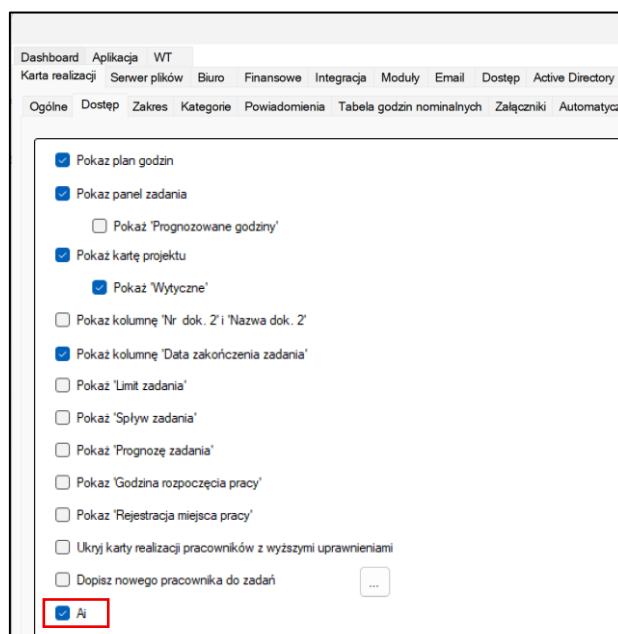 Dashboard Aplikacja WT
Karta realizacji Serwer plików Biuro Finansowe Integracja Moduły Email Dostęp Active Directory
Ogólne Dostęp Zakres Kategorie Powiadomienia Tabela godzin nominalnych Załączniki Automatycz
Pokaz plan godzin
Pokaz panel zadania
Pokaż 'Prognozowane godziny'
Pokaż kartę projektu
Pokaż 'Wytyczne'
Pokaz kolumnę 'Nr dok. 2' i 'Nazwa dok. 2'
Pokaż kolumnę 'Data zakończenia zadania'
Pokaż 'Limit zadania'
Pokaż 'Spływ zadania'
Pokaż 'Prognozę zadania'
Pokaz 'Godzina rozpoczęcia pracy'
Pokaz 'Rejestracja miejsca pracy'
Ukryj karty realizacji pracowników z wyższymi uprawnieniami
Dopisz nowego pracownika do zadań ...
Ai